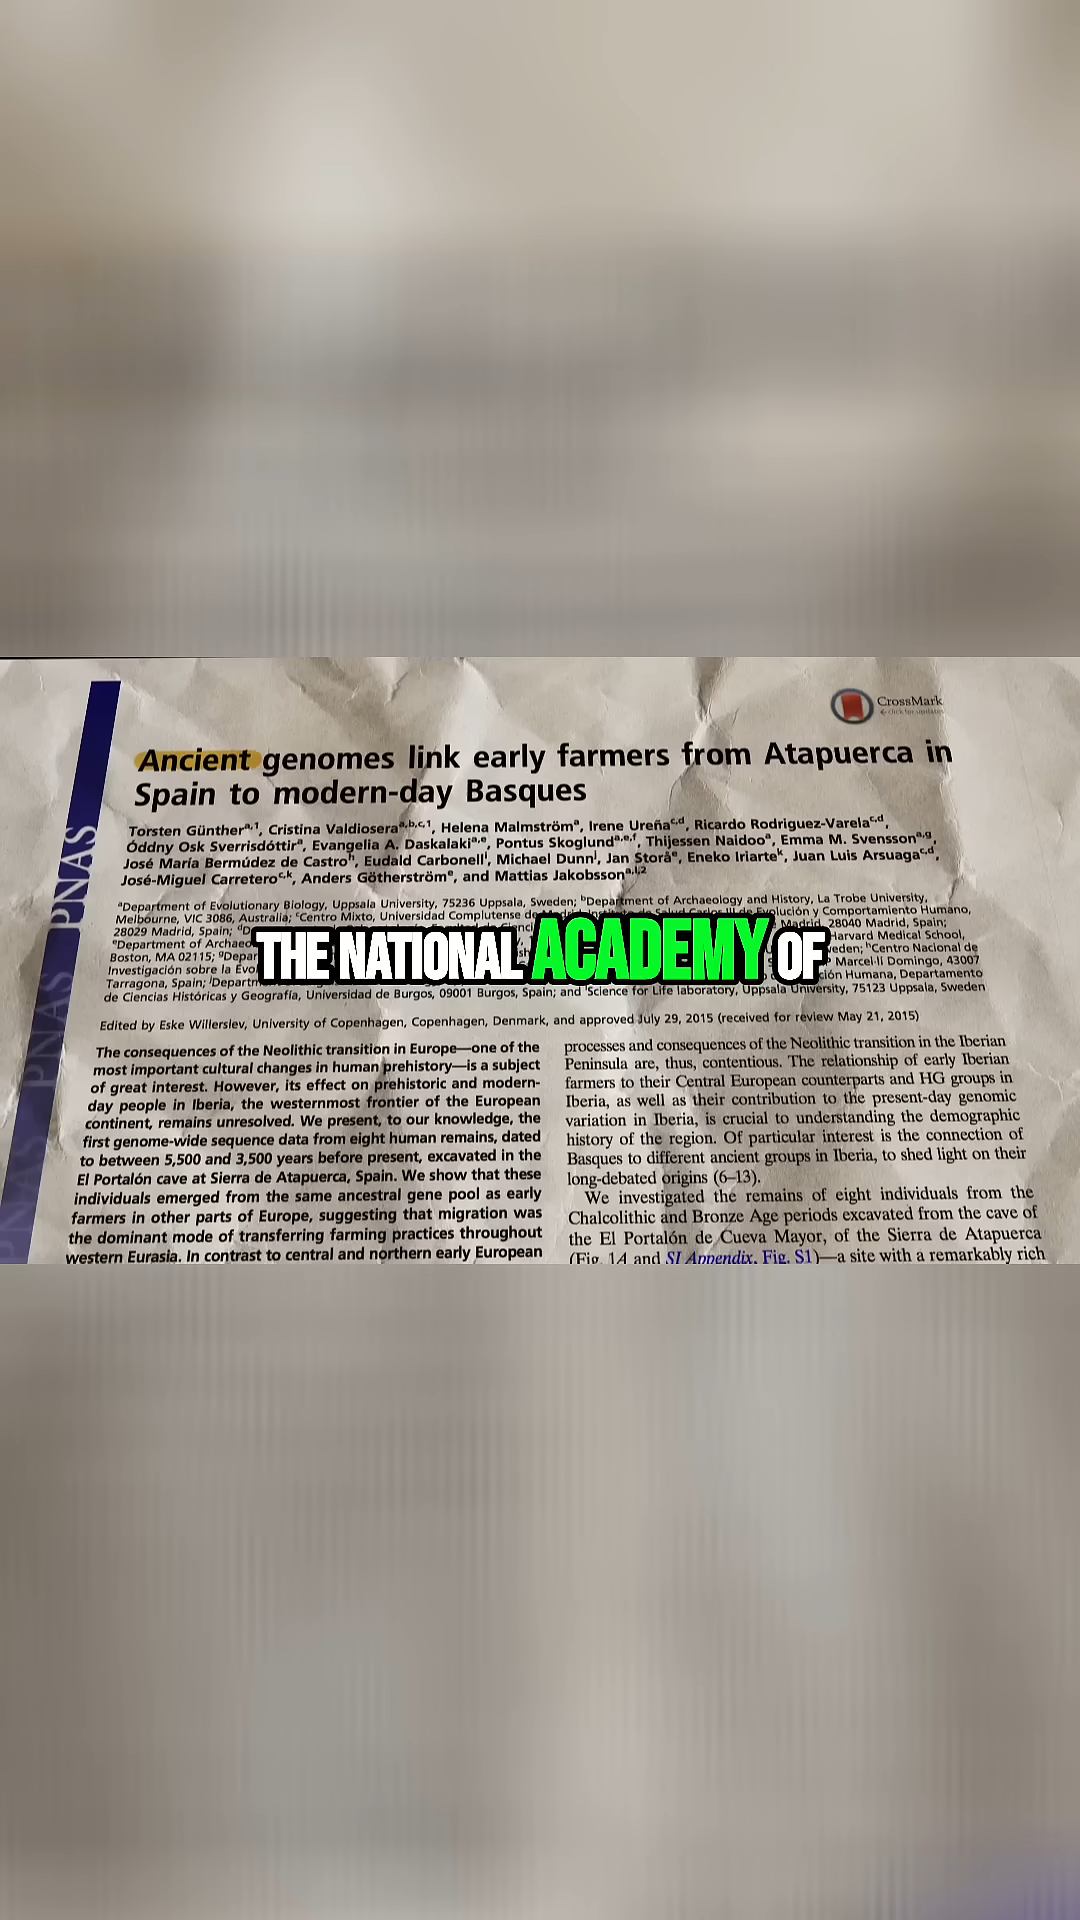 CrossMark
Ancient genomes link early farmers from Atapuerca in
Spain to modern-day Basques
Torsten Günther^a,1, Cristina Valdiosera^a,b,c,1, Helena Malmström^a, Irene Ureña^c,d, Ricardo Rodriguez-Varela^c,d,
Óddny Osk Sverrisdóttir^a, Evangelia A. Daskalaki^a,e, Pontus Skoglund^a,e,f, Thijessen Naidoo^a, Emma M. Svensson^a,g,
José María Bermúdez de Castro^h, Eudald Carbonell^i, Michael Dunn^j, Jan Storå^e, Eneko Iriarte^k, Juan Luis Arsuaga^c,d,
José-Miguel Carretero^c,k, Anders Götherström^e, and Mattias Jakobsson^a,l,2
^aDepartment of Evolutionary Biology, Uppsala University, 75236 Uppsala, Sweden; ^bDepartment of Archaeology and History, La Trobe University,
Melbourne, VIC 3086, Australia; ^cCentro Mixto, Universidad Complutense de Evolución y Comportamiento Humano,
28029 Madrid, Spain; Madrid, 28040 Madrid, Spain;
^eDepartment of Harvard Medical School,
Boston, MA 02115; ^hCentro Nacional de
Investigación sobre la Marcel·lí Domingo, 43007
Tarragona, Spain; Humana, Departamento
de Ciencias Históricas y Geografía, Universidad de Burgos, 09001 Burgos, Spain; and ^lScience for Life laboratory, Uppsala University, 75123 Uppsala, Sweden
THE NATIONAL ACADEMY OF
Edited by Eske Willerslev, University of Copenhagen, Copenhagen, Denmark, and approved July 29, 2015 (received for review May 21, 2015)
The consequences of the Neolithic transition in Europe—one of the
most important cultural changes in human prehistory—is a subject
of great interest. However, its effect on prehistoric and modern-
day people in Iberia, the westernmost frontier of the European
continent, remains unresolved. We present, to our knowledge, the
first genome-wide sequence data from eight human remains, dated
to between 5,500 and 3,500 years before present, excavated in the
El Portalón cave at Sierra de Atapuerca, Spain. We show that these
individuals emerged from the same ancestral gene pool as early
farmers in other parts of Europe, suggesting that migration was
the dominant mode of transferring farming practices throughout
western Eurasia. In contrast to central and northern early European
processes and consequences of the Neolithic transition in the Iberian
Peninsula are, thus, contentious. The relationship of early Iberian
farmers to their Central European counterparts and HG groups in
Iberia, as well as their contribution to the present-day genomic
variation in Iberia, is crucial to understanding the demographic
history of the region. Of particular interest is the connection of
Basques to different ancient groups in Iberia, to shed light on their
long-debated origins (6–13).
We investigated the remains of eight individuals from the
Chalcolithic and Bronze Age periods excavated from the cave of
the El Portalón de Cueva Mayor, of the Sierra de Atapuerca
(Fig. 1A and SI Appendix, Fig. S1)—a site with a remarkably rich
PNAS
PNAS
PNAS